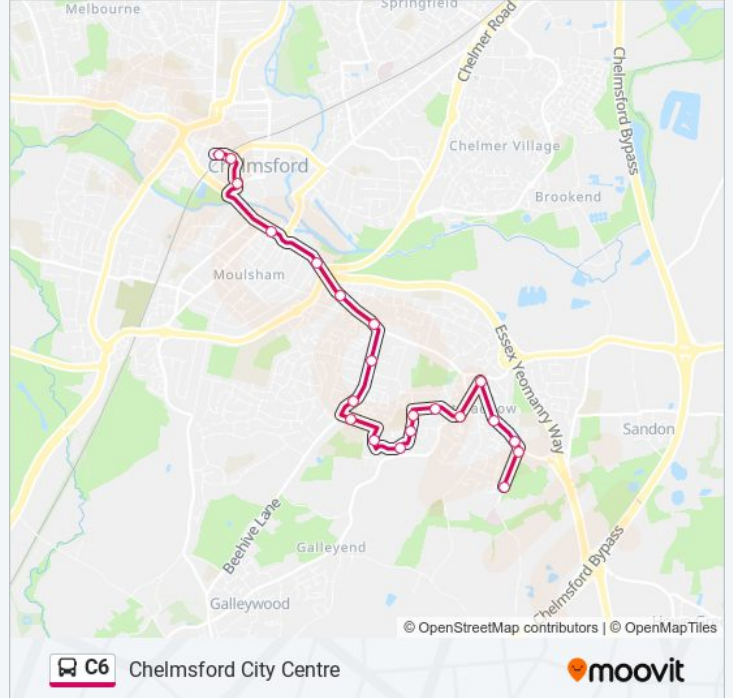 Melbourne
Springfield
Chelmer Road
Chelmsford Bypass
Chelmsford
Chelmer Village
Brookend
Moulsham
Essex Yeomanry Way
Sandon
Beehive Lane
Galleyend
Chelmsford Bypass
Galleywood
© OpenStreetMap contributors | © OpenMapTiles
C6 Chelmsford City Centre
moovit